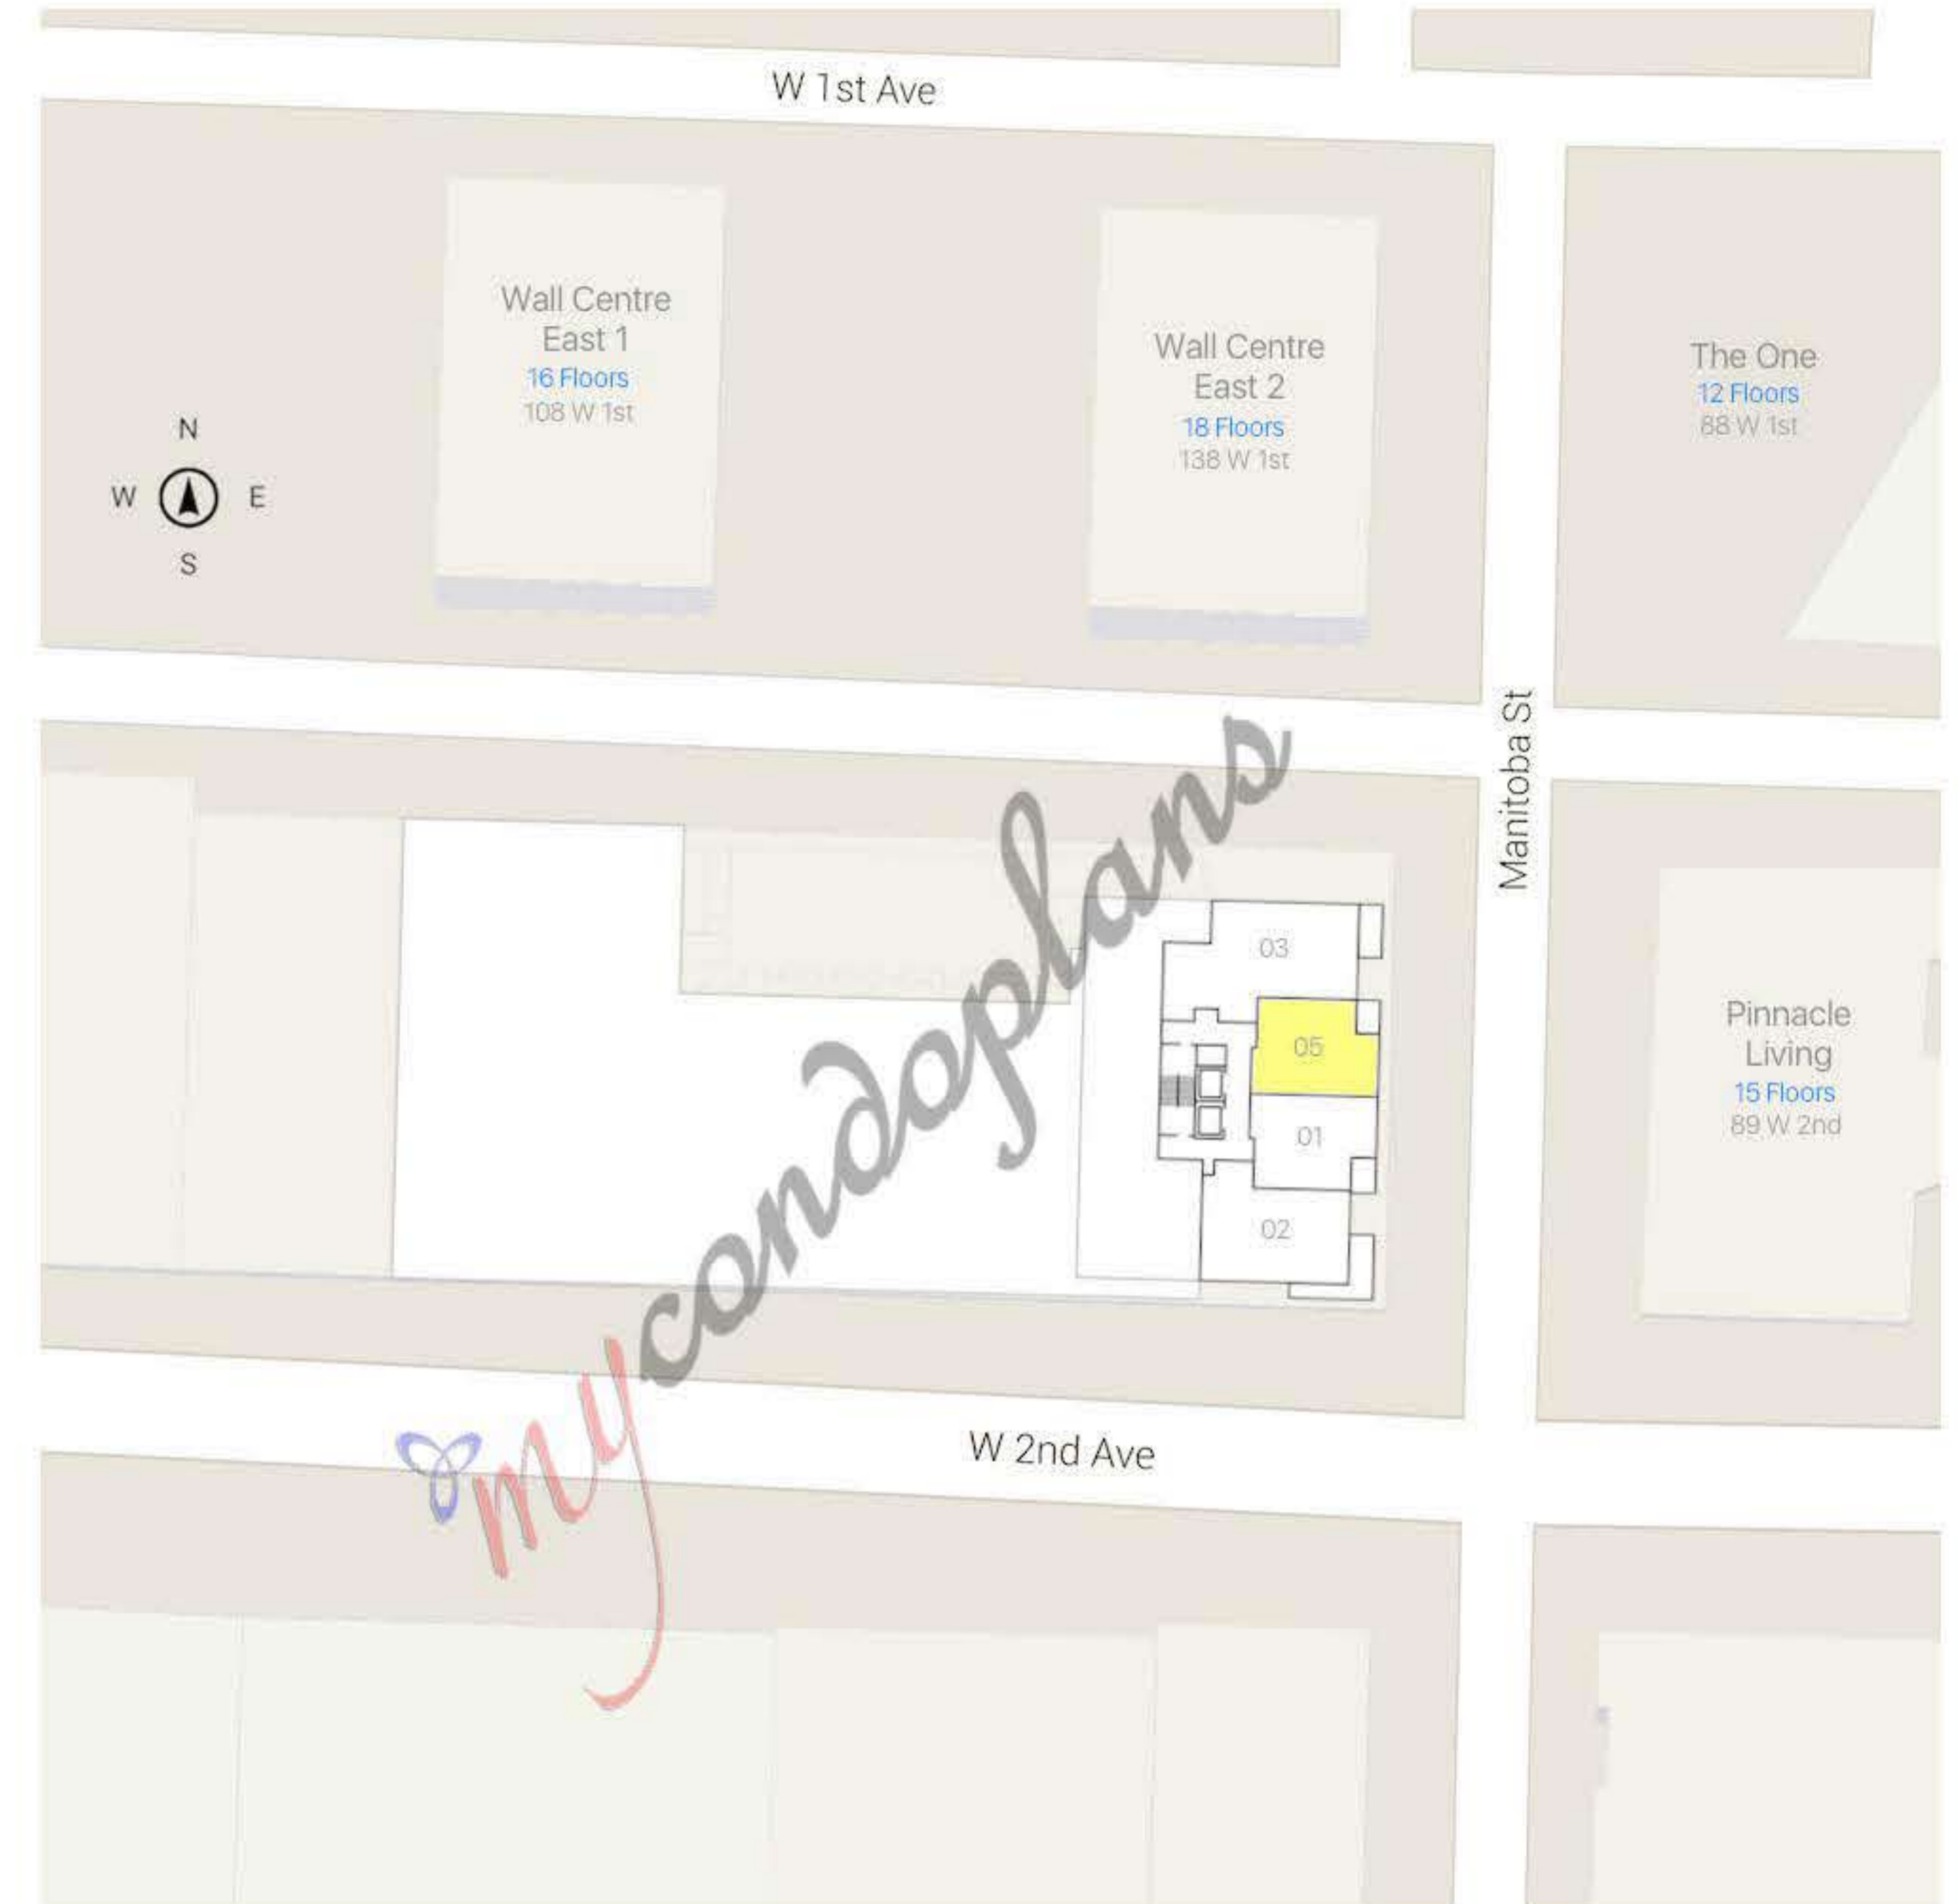 W 1st Ave
Wall Centre
East 1
16 Floors
108 W 1st
Wall Centre
East 2
18 Floors
138 W 1st
The One
12 Floors
88 W 1st
N
W E
S
Manitoba St
03
05
01
02
Pinnacle
Living
15 Floors
89 W 2nd
mycondoplans
W 2nd Ave